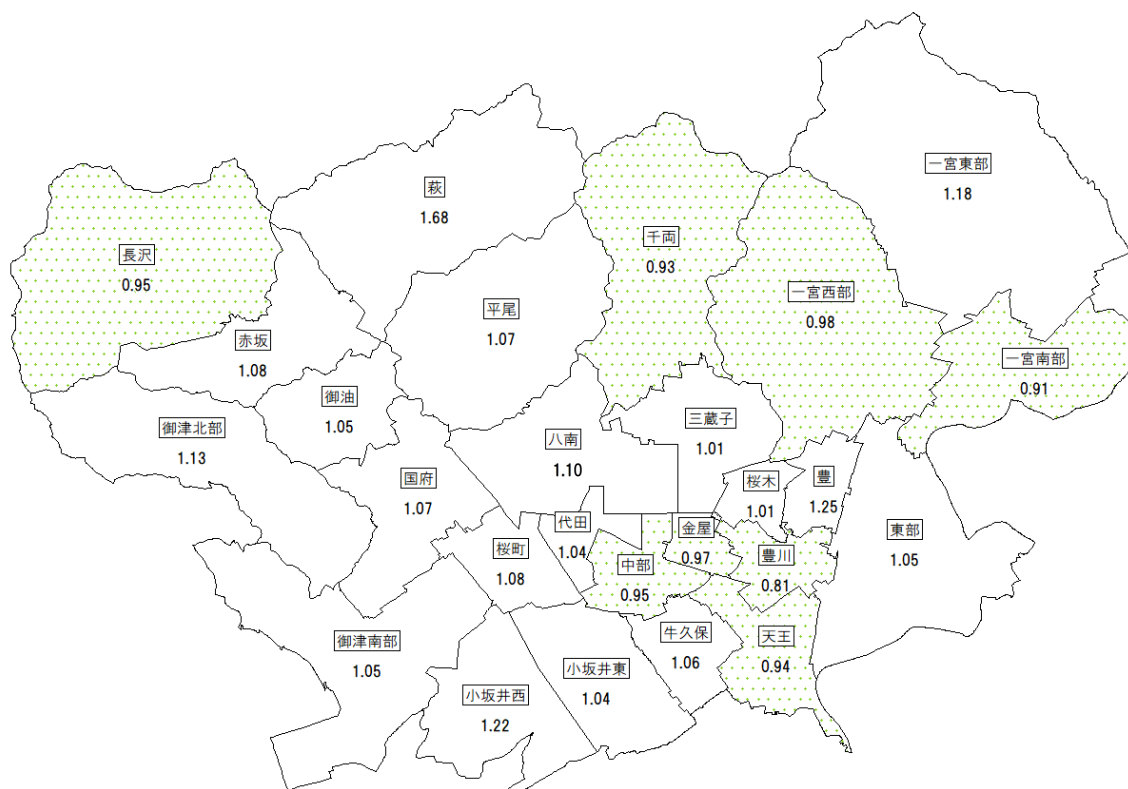 一宮東部
1.18
萩
1.68
千両
0.93
長沢
0.95
一宮西部
0.98
平尾
1.07
赤坂
1.08
一宮南部
0.91
御油
1.05
御津北部
1.13
三蔵子
1.01
八南
1.10
国府
1.07
桜木
1.01
豊
1.25
代田
1.04
金屋
0.97
東部
1.05
桜町
1.08
中部
0.95
豊川
0.81
御津南部
1.05
牛久保
1.06
天王
0.94
小坂井東
1.04
小坂井西
1.22